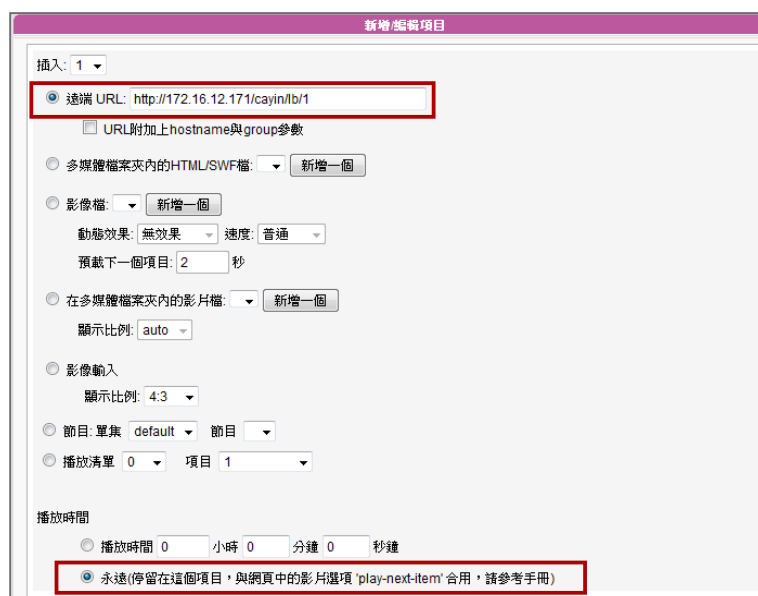 新增/編輯項目
插入: 1
遠端 URL: http://172.16.12.171/cayin/lb/1
URL附加上hostname與group參數
多媒體檔案夾內的HTML/SWF檔: 新增一個
影像檔: 新增一個
動態效果: 無效果 速度: 普通
預載下一個項目: 2 秒
在多媒體檔案夾內的影片檔: 新增一個
顯示比例: auto
影像輸入
顯示比例: 4:3
節目: 單集 default 節目
播放清單 0 項目 1
播放時間
播放時間 0 小時 0 分鐘 0 秒鐘
永遠(停留在這個項目，與網頁中的影片選項 'play-next-item' 合用，請參考手冊)